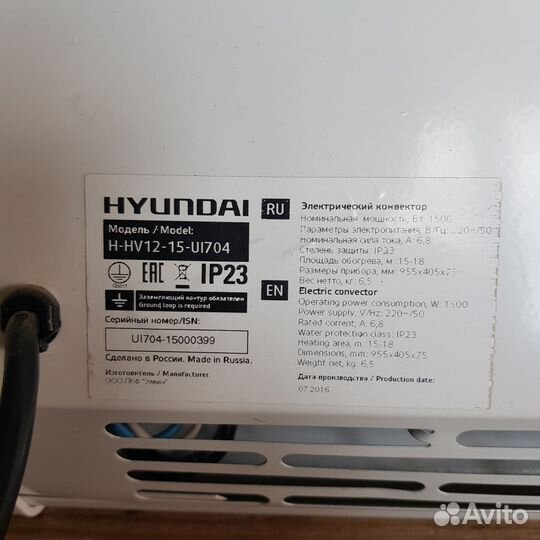 HYUNDAI
Модель / Model:
H-HV12-15-UI704
EAC IP23
Заземляющий контур обязателен
Ground loop is required
Серийный номер/ISN:
UI704-15000399
Сделано в России. Made in Russia.
Изготовитель / Manufacturer:
ООО ПКФ "Элвин"
RU
Электрический конвектор
Номинальная мощность, Вт: 1500
Параметры электропитания, В/Гц: 220~/50
Номинальная сила тока, А: 6,8
Степень защиты: IP23
Площадь обогрева, м: 15-18
Размеры прибора, мм: 955x405x75
Вес нетто, кг: 6,5
EN
Electric convector
Operating power consumption, W: 1500
Power supply, V/Hz: 220~/50
Rated current, A: 6,8
Water protection class: IP23
Heating area, m: 15-18
Dimensions, mm: 955x405x75
Weight net, kg: 6,5
Дата производства / Production date:
07.2016
Avito